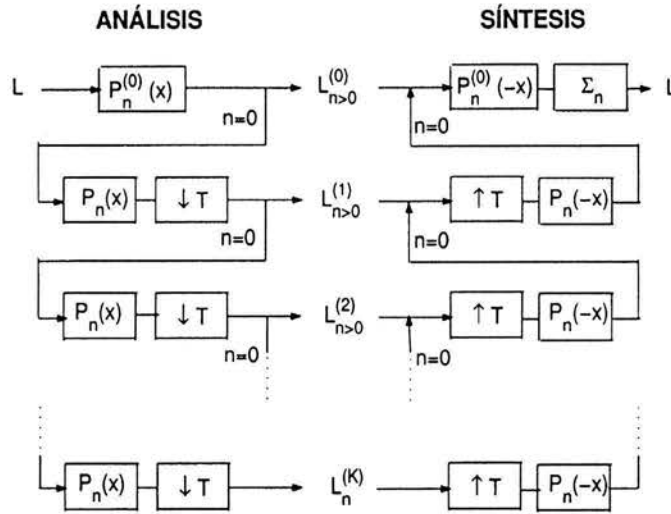 ANÁLISIS SÍNTESIS
L P_n^{(0)}(x) L_{n>0}^{(0)} P_n^{(0)}(-x) Σ_n L
n=0 n=0
P_n(x) ↓T L_{n>0}^{(1)} ↑T P_n(-x)
n=0 n=0
P_n(x) ↓T L_{n>0}^{(2)} ↑T P_n(-x)
n=0 n=0
P_n(x) ↓T L_n^{(K)} ↑T P_n(-x)